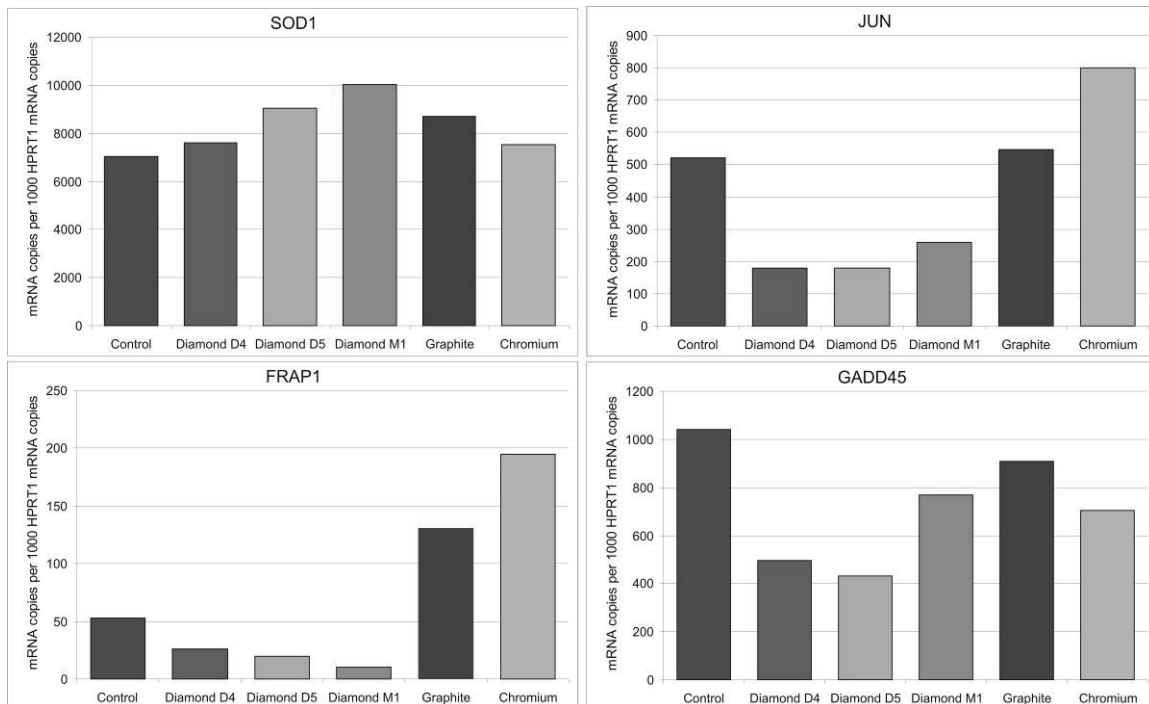 SOD1
mRNA copies per 1000 HPRT1 mRNA copies
12000
10000
8000
6000
4000
2000
0
Control Diamond D4 Diamond D5 Diamond M1 Graphite Chromium
JUN
mRNA copies per 1000 HPRT1 mRNA copies
900
800
700
600
500
400
300
200
100
0
Control Diamond D4 Diamond D5 Diamond M1 Graphite Chromium
FRAP1
mRNA copies per 1000 HPRT1 mRNA copies
250
200
150
100
50
0
Control Diamond D4 Diamond D5 Diamond M1 Graphite Chromium
GADD45
mRNA copies per 1000 HPRT1 mRNA copies
1200
1000
800
600
400
200
0
Control Diamond D4 Diamond D5 Diamond M1 Graphite Chromium